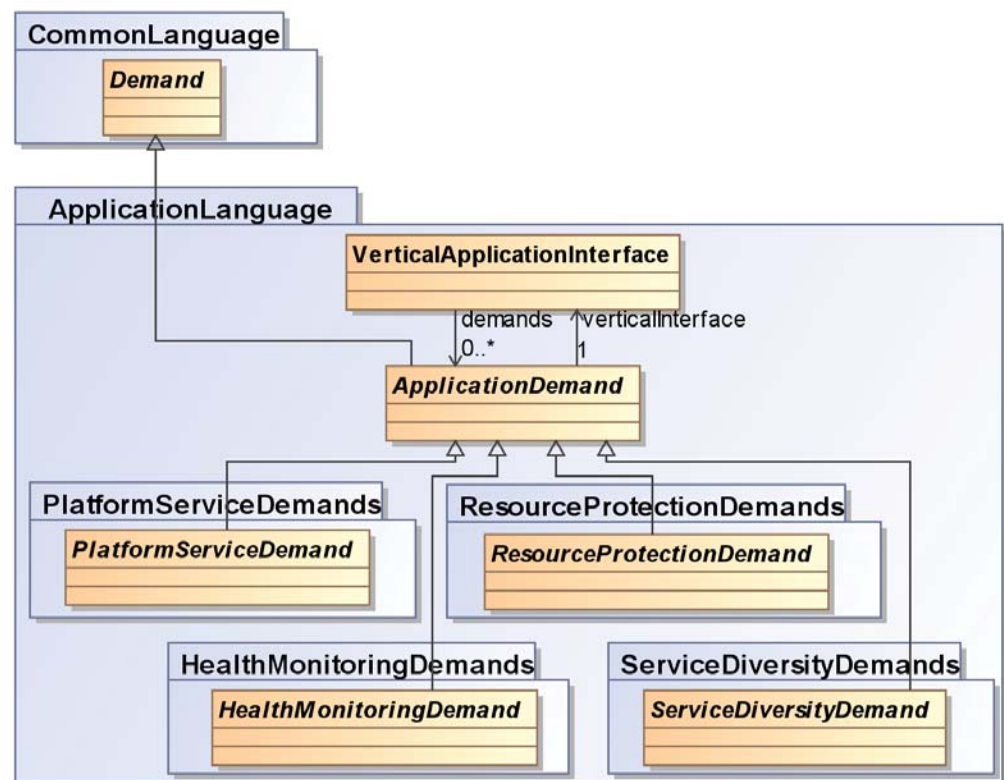 CommonLanguage
Demand
ApplicationLanguage
VerticalApplicationInterface
demands verticalInterface
0..* 1
ApplicationDemand
PlatformServiceDemands
PlatformServiceDemand
ResourceProtectionDemands
ResourceProtectionDemand
HealthMonitoringDemands
HealthMonitoringDemand
ServiceDiversityDemands
ServiceDiversityDemand